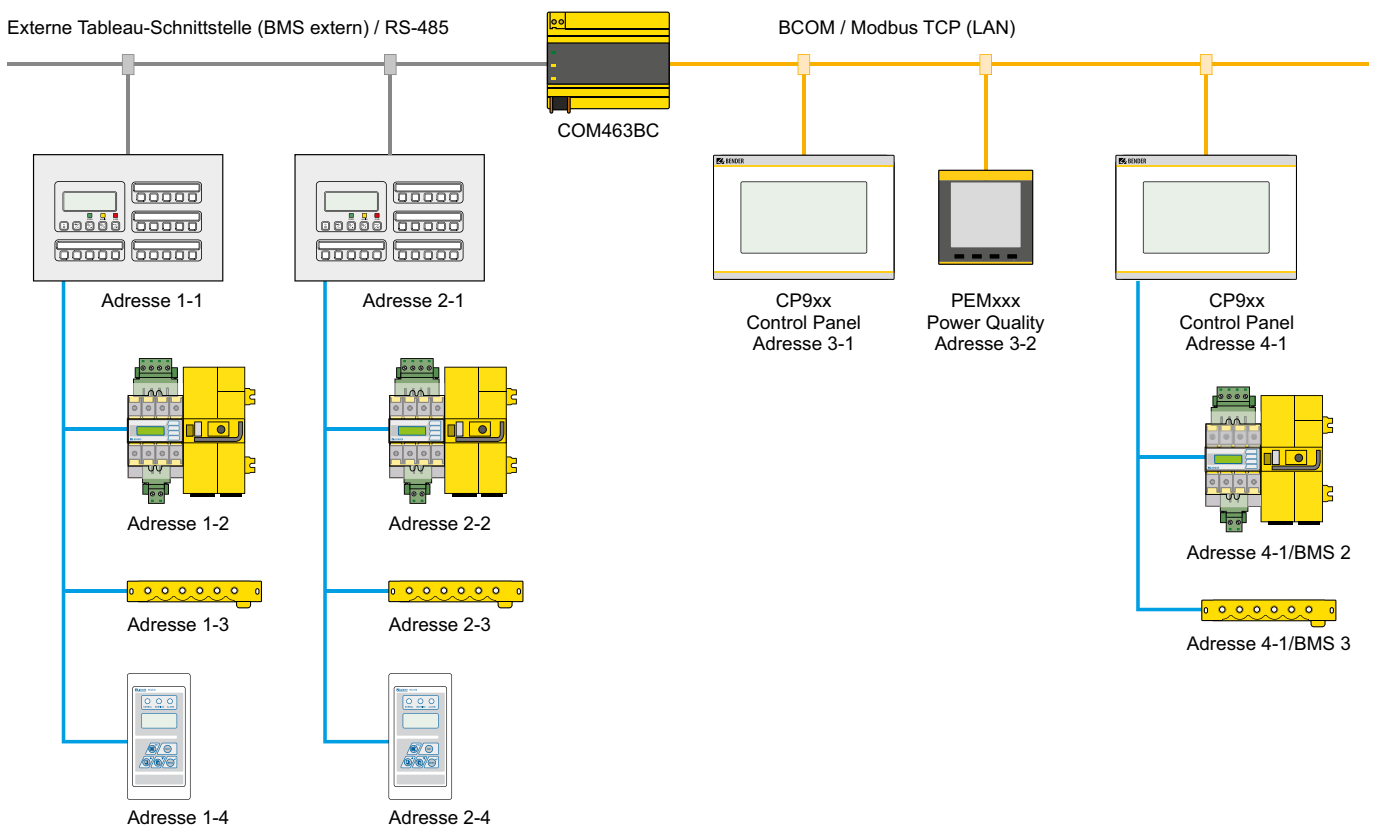 Externe Tableau-Schnittstelle (BMS extern) / RS-485
BCOM / Modbus TCP (LAN)
COM463BC
BENDER
BENDER
Adresse 1-1
Adresse 2-1
CP9xx
Control Panel
Adresse 3-1
PEMxxx
Power Quality
Adresse 3-2
CP9xx
Control Panel
Adresse 4-1
Adresse 1-2
Adresse 2-2
Adresse 4-1/BMS 2
Adresse 1-3
Adresse 2-3
Adresse 4-1/BMS 3
Adresse 1-4
Adresse 2-4